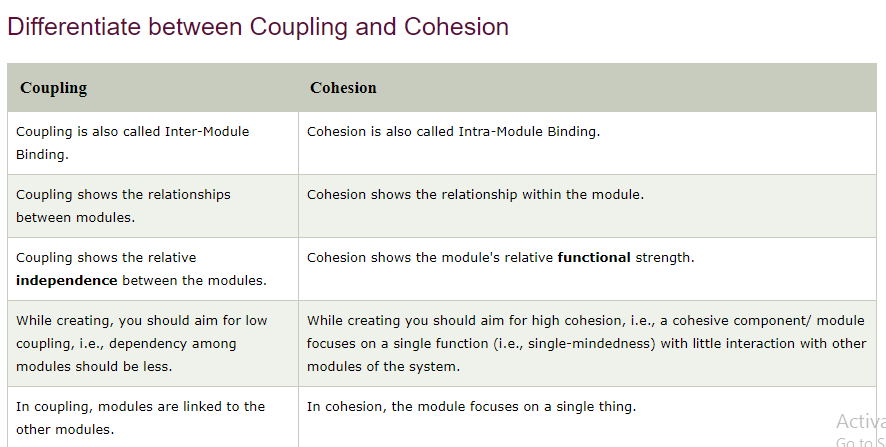 Differentiate between Coupling and Cohesion
Coupling
Cohesion
Coupling is also called Inter-Module
Binding.
Cohesion is also called Intra-Module Binding.
Coupling shows the relationships
between modules.
Cohesion shows the relationship within the module.
Coupling shows the relative
independence between the modules.
Cohesion shows the module's relative functional strength.
While creating, you should aim for low
coupling, i.e., dependency among
modules should be less.
While creating you should aim for high cohesion, i.e., a cohesive component/ module
focuses on a single function (i.e., single-mindedness) with little interaction with other
modules of the system.
In coupling, modules are linked to the
other modules.
In cohesion, the module focuses on a single thing.
Activa
Go to S